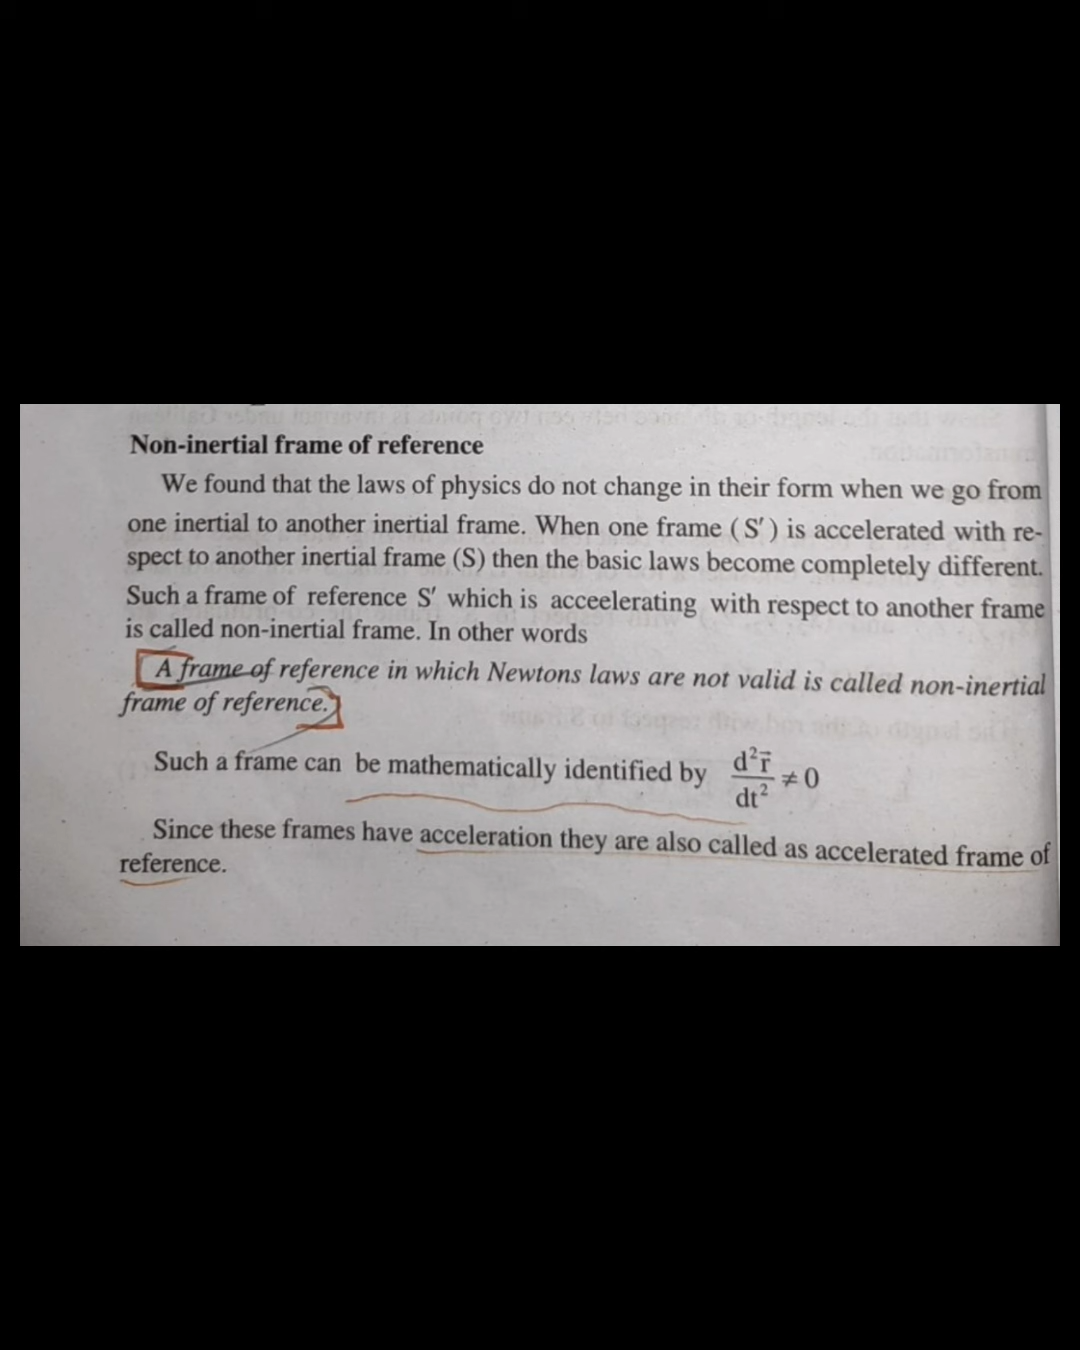 Non-inertial frame of reference
We found that the laws of physics do not change in their form when we go from
one inertial to another inertial frame. When one frame (S′) is accelerated with re-
spect to another inertial frame (S) then the basic laws become completely different.
Such a frame of reference S′ which is acceelerating with respect to another frame
is called non-inertial frame. In other words
A frame of reference in which Newtons laws are not valid is called non-inertial
frame of reference.
Such a frame can be mathematically identified by d²r̄/dt² ≠ 0
Since these frames have acceleration they are also called as accelerated frame of
reference.